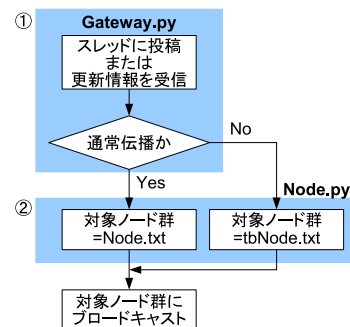 ① Gateway.py
スレッドに投稿
または
更新情報を受信
通常伝播か
No
Yes
Node.py
②
対象ノード群
=Node.txt
対象ノード群
=tbNode.txt
対象ノード群に
ブロードキャスト